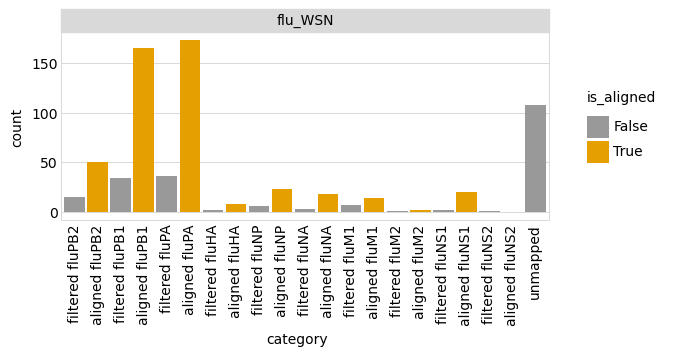 flu_WSN
150
100
50
0
count
filtered fluPB2
aligned fluPB2
filtered fluPB1
aligned fluPB1
filtered fluPA
aligned fluPA
filtered fluHA
aligned fluHA
filtered fluNP
aligned fluNP
filtered fluNA
aligned fluNA
filtered fluM1
aligned fluM1
filtered fluM2
aligned fluM2
filtered fluNS1
aligned fluNS1
filtered fluNS2
aligned fluNS2
unmapped
category
is_aligned
False
True